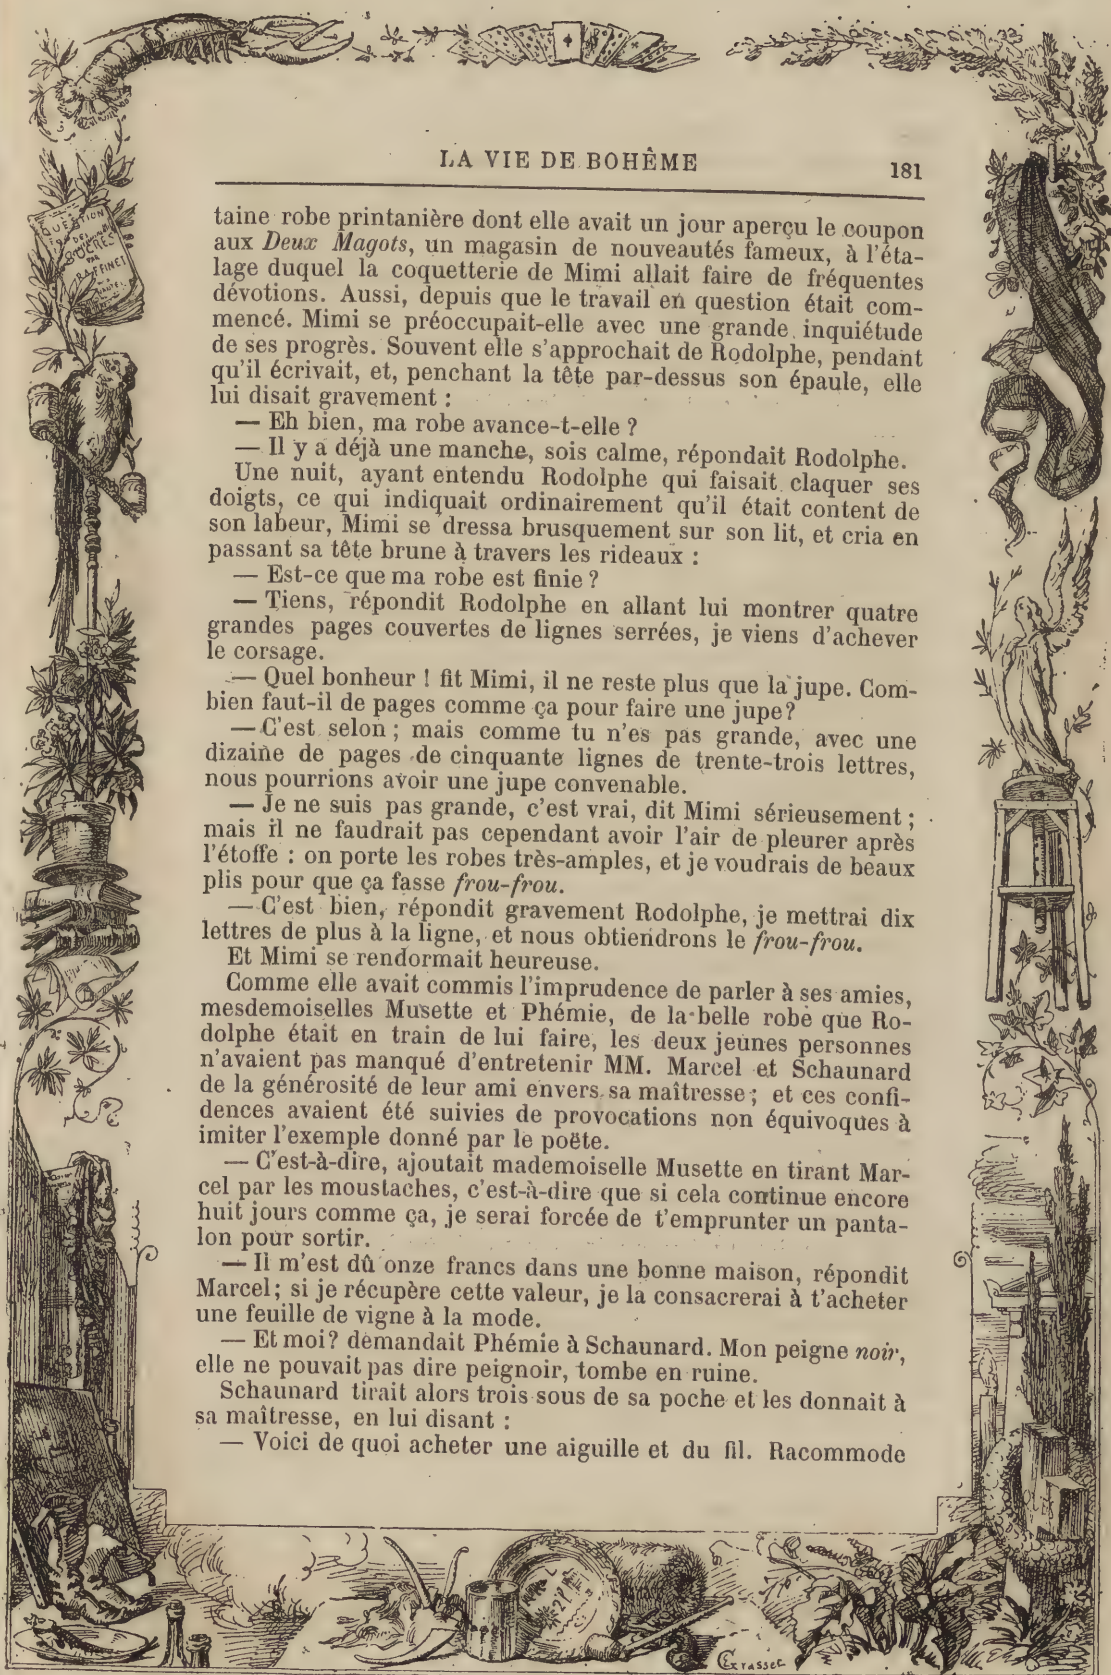 LA VIE DE BOHÊME
181
taine robe printanière dont elle avait un jour aperçu le coupon
aux Deux Magots, un magasin de nouveautés fameux, à l'éta-
lage duquel la coquetterie de Mimi allait faire de fréquentes
dévotions. Aussi, depuis que le travail en question était com-
mencé. Mimi se préoccupait-elle avec une grande inquiétude
de ses progrès. Souvent elle s'approchait de Rodolphe, pendant
qu'il écrivait, et, penchant la tête par-dessus son épaule, elle
lui disait gravement :
— Eh bien, ma robe avance-t-elle ?
— Il y a déjà une manche, sois calme, répondait Rodolphe.
Une nuit, ayant entendu Rodolphe qui faisait claquer ses
doigts, ce qui indiquait ordinairement qu'il était content de
son labeur, Mimi se dressa brusquement sur son lit, et cria en
passant sa tête brune à travers les rideaux :
— Est-ce que ma robe est finie ?
— Tiens, répondit Rodolphe en allant lui montrer quatre
grandes pages couvertes de lignes serrées, je viens d'achever
le corsage.
— Quel bonheur ! fit Mimi, il ne reste plus que la jupe. Com-
bien faut-il de pages comme ça pour faire une jupe?
— C'est selon ; mais comme tu n'es pas grande, avec une
dizaine de pages de cinquante lignes de trente-trois lettres,
nous pourrions avoir une jupe convenable.
— Je ne suis pas grande, c'est vrai, dit Mimi sérieusement ;
mais il ne faudrait pas cependant avoir l'air de pleurer après
l'étoffe : on porte les robes très-amples, et je voudrais de beaux
plis pour que ça fasse frou-frou.
— C'est bien, répondit gravement Rodolphe, je mettrai dix
lettres de plus à la ligne, et nous obtiendrons le frou-frou.
Et Mimi se rendormait heureuse.
Comme elle avait commis l'imprudence de parler à ses amies,
mesdemoiselles Musette et Phémie, de la belle robe que Ro-
dolphe était en train de lui faire, les deux jeunes personnes
n'avaient pas manqué d'entretenir MM. Marcel et Schaunard
de la générosité de leur ami envers sa maîtresse ; et ces confi-
dences avaient été suivies de provocations non équivoques à
imiter l'exemple donné par le poëte.
— C'est-à-dire, ajoutait mademoiselle Musette en tirant Mar-
cel par les moustaches, c'est-à-dire que si cela continue encore
huit jours comme ça, je serai forcée de t'emprunter un panta-
lon pour sortir.
— Il m'est dû onze francs dans une bonne maison, répondit
Marcel; si je récupère cette valeur, je la consacrerai à t'acheter
une feuille de vigne à la mode.
— Et moi? demandait Phémie à Schaunard. Mon peigne noir,
elle ne pouvait pas dire peignoir, tombe en ruine.
Schaunard tirait alors trois sous de sa poche et les donnait à
sa maîtresse, en lui disant :
— Voici de quoi acheter une aiguille et du fil. Racommode
QUESTION
DES
SUCRES
PAR
RAFFINEY
E Grasset